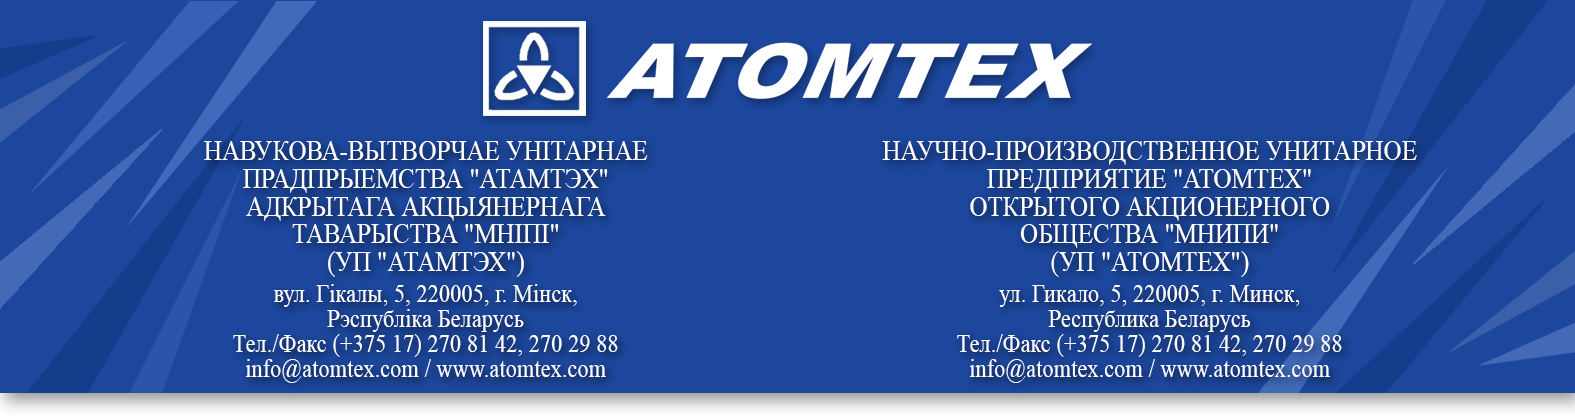 ATOMTEX
НАВУКОВА-ВЫТВОРЧАЕ УНІТАРНАЕ
ПРАДПРЫЕМСТВА "АТАМТЭХ"
АДКРЫТАГА АКЦЫЯНЕРНАГА
ТАВАРЫСТВА "МНІПІ"
(УП "АТАМТЭХ")
вул. Гікалы, 5, 220005, г. Мінск,
Рэспубліка Беларусь
Тел./Факс (+375 17) 270 81 42, 270 29 88
info@atomtex.com / www.atomtex.com
НАУЧНО-ПРОИЗВОДСТВЕННОЕ УНИТАРНОЕ
ПРЕДПРИЯТИЕ "АТОМТЕХ"
ОТКРЫТОГО АКЦИОНЕРНОГО
ОБЩЕСТВА "МНИПИ"
(УП "АТОМТЕХ")
ул. Гикало, 5, 220005, г. Минск,
Республика Беларусь
Тел./Факс (+375 17) 270 81 42, 270 29 88
info@atomtex.com / www.atomtex.com